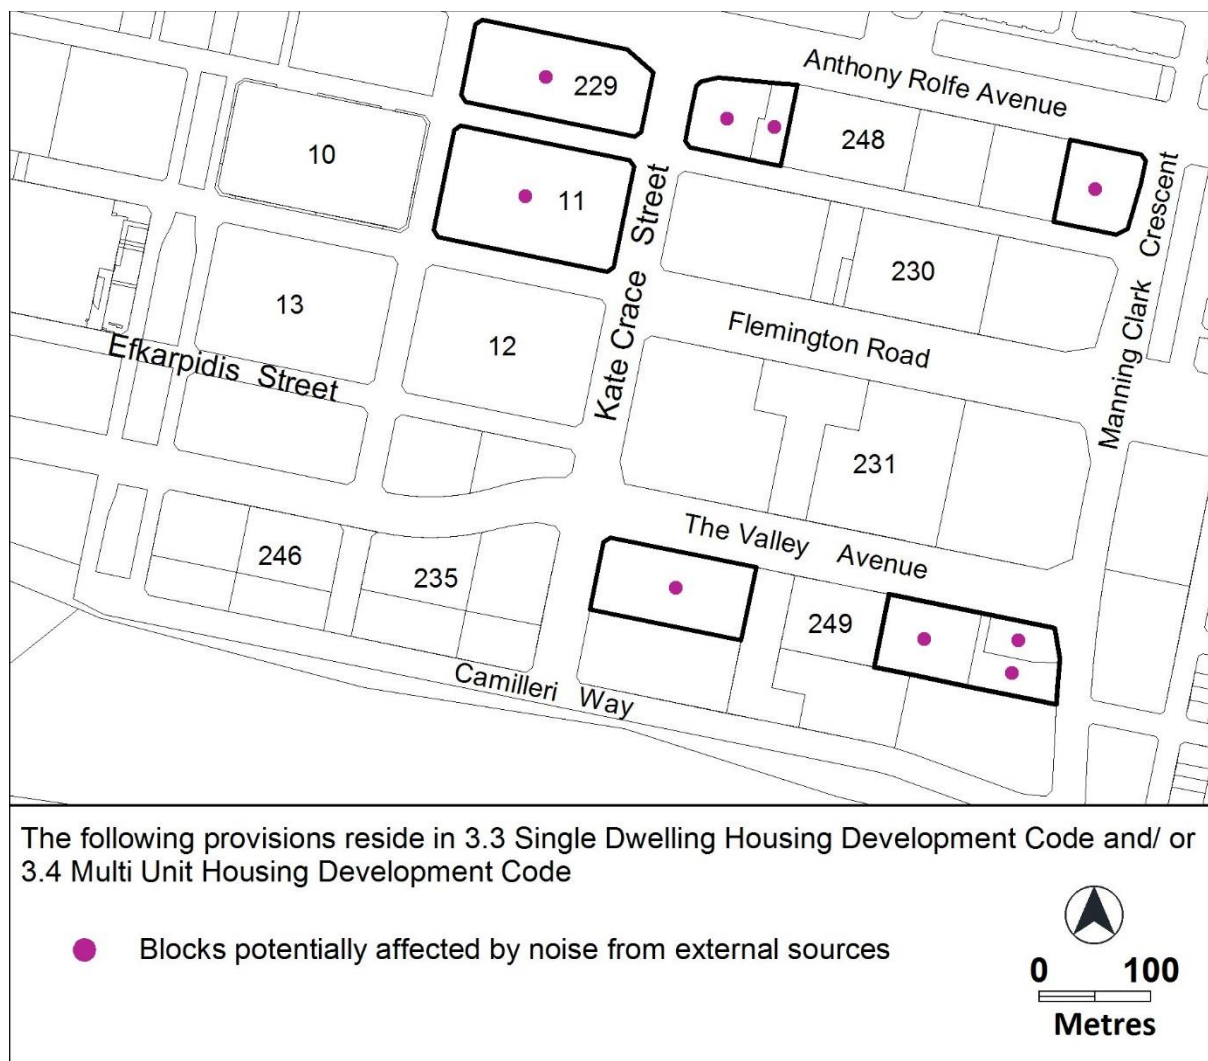 Anthony Rolfe Avenue
229
248
10
11
Kate Crace Street
Manning Clark Crescent
230
13
12
Flemington Road
Efkarpidis Street
231
The Valley Avenue
246
235
249
Camilleri Way
The following provisions reside in 3.3 Single Dwelling Housing Development Code and/ or
3.4 Multi Unit Housing Development Code
Blocks potentially affected by noise from external sources
0 100
Metres